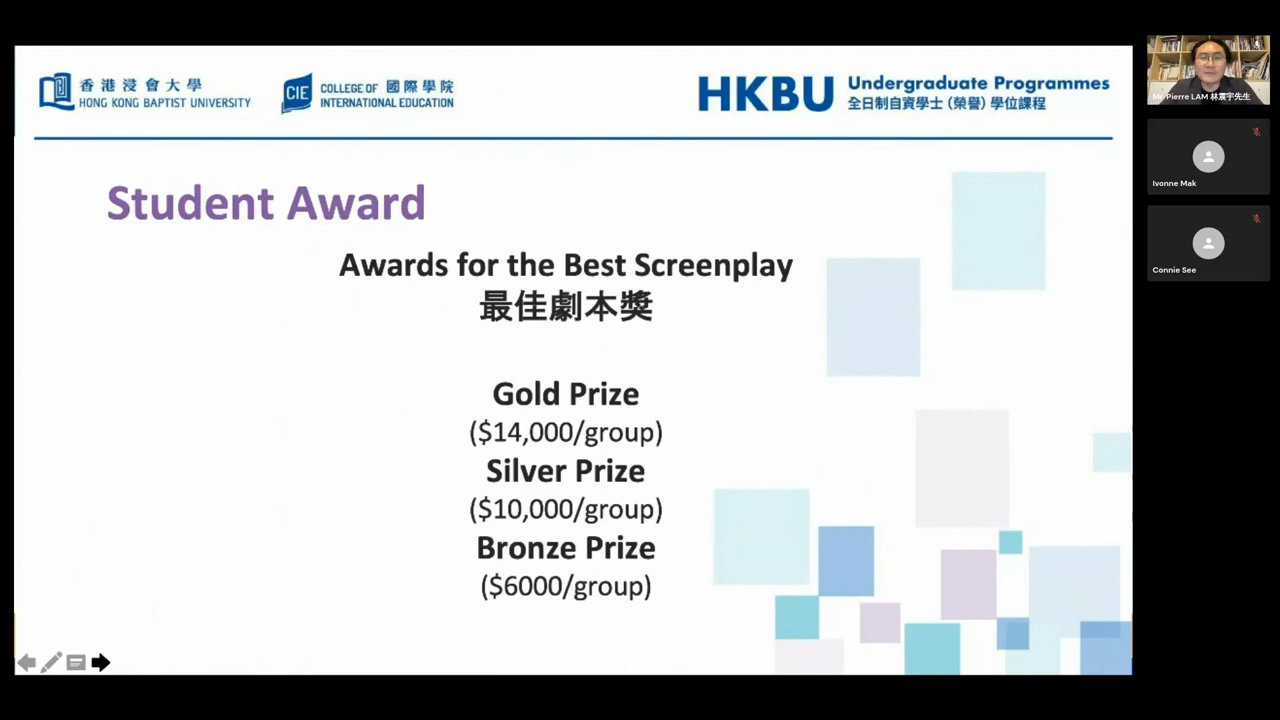 香港浸會大學
HONG KONG BAPTIST UNIVERSITY
CIE
COLLEGE OF 國際學院
INTERNATIONAL EDUCATION
HKBU
Undergraduate Programmes
全日制自資學士(榮譽)學位課程
Student Award
Awards for the Best Screenplay
最佳劇本獎
Gold Prize
($14,000/group)
Silver Prize
($10,000/group)
Bronze Prize
($6000/group)
Mr. Pierre LAM 林震宇先生
Ivonne Mak
Connie See